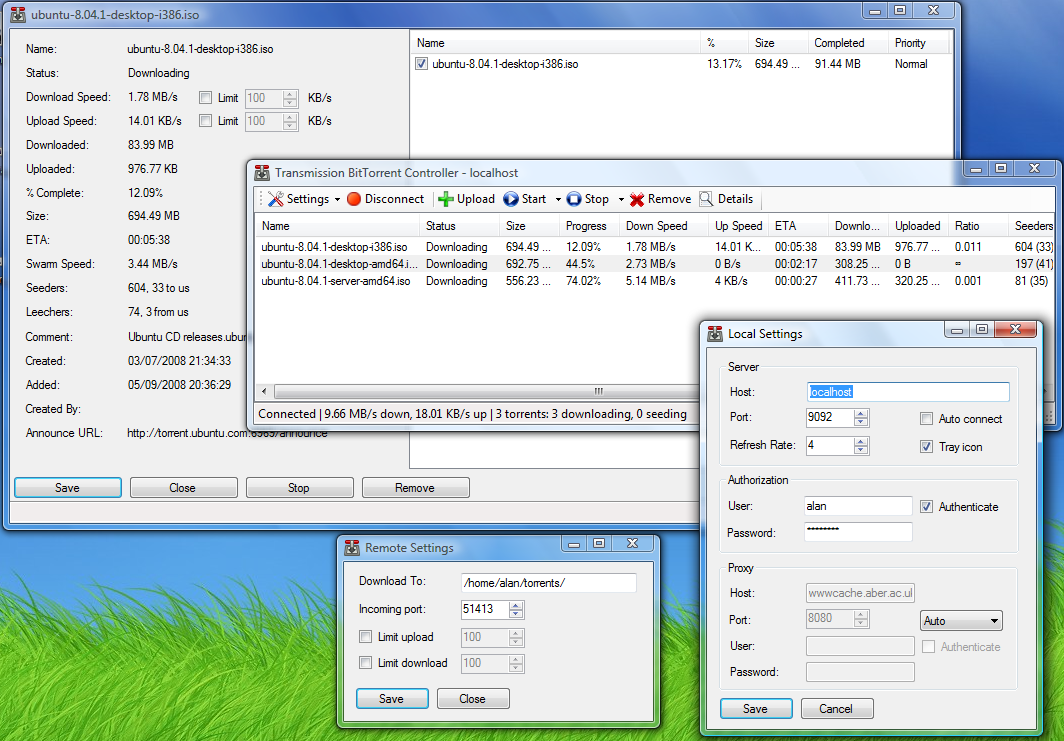 ubuntu-8.04.1-desktop-i386.iso
Name: ubuntu-8.04.1-desktop-i386.iso
Status: Downloading
Download Speed: 1.78 MB/s Limit 100 KB/s
Upload Speed: 14.01 KB/s Limit 100 KB/s
Downloaded: 83.99 MB
Uploaded: 976.77 KB
% Complete: 12.09%
Size: 694.49 MB
ETA: 00:05:38
Swarm Speed: 3.44 MB/s
Seeders: 604, 33 to us
Leechers: 74, 3 from us
Comment: Ubuntu CD releases.ubun
Created: 03/07/2008 21:34:33
Added: 05/09/2008 20:36:29
Created By:
Announce URL: http://torrent.ubuntu.com:6969/announce
Save Close Stop Remove
Name % Size Completed Priority
ubuntu-8.04.1-desktop-i386.iso 13.17% 694.49 ... 91.44 MB Normal
Transmission BitTorrent Controller - localhost
Settings Disconnect Upload Start Stop Remove Details
Name Status Size Progress Down Speed Up Speed ETA Downlo... Uploaded Ratio Seeders
ubuntu-8.04.1-desktop-i386.iso Downloading 694.49 ... 12.09% 1.78 MB/s 14.01 K... 00:05:38 83.99 MB 976.77 ... 0.011 604 (33)
ubuntu-8.04.1-desktop-amd64.i... Downloading 692.75 ... 44.5% 2.73 MB/s 0 B/s 00:02:17 308.25 ... 0 B ∞ 197 (41)
ubuntu-8.04.1-server-amd64.iso Downloading 556.23 ... 74.02% 5.14 MB/s 4 KB/s 00:00:27 411.73 ... 320.25 ... 0.001 81 (35)
Connected | 9.66 MB/s down, 18.01 KB/s up | 3 torrents: 3 downloading, 0 seeding
Local Settings
Server
Host: localhost
Port: 9092 Auto connect
Refresh Rate: 4 Tray icon
Authorization
User: alan Authenticate
Password: ********
Proxy
Host: wwwcache.aber.ac.ul
Port: 8080 Auto
User: Authenticate
Password:
Save Cancel
Remote Settings
Download To: /home/alan/torrents/
Incoming port: 51413
Limit upload 100
Limit download 100
Save Close